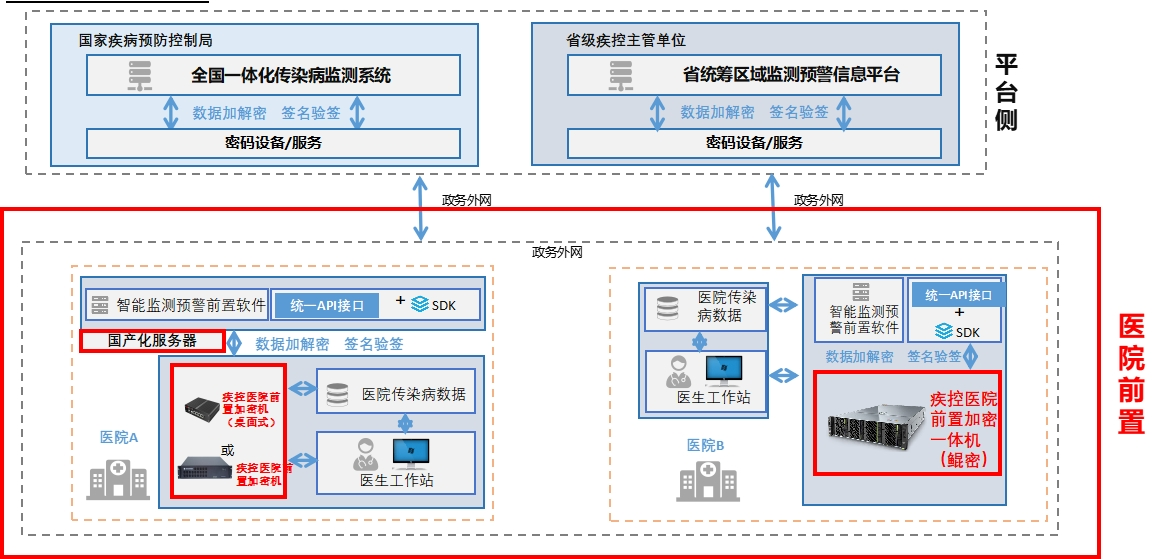 国家疾病预防控制局
全国一体化传染病监测系统
数据加解密 签名验签
密码设备/服务
省级疾控主管单位
省统筹区域监测预警信息平台
数据加解密 签名验签
密码设备/服务
平台侧
政务外网
政务外网
政务外网
智能监测预警前置软件
统一API接口
+
SDK
国产化服务器
数据加解密 签名验签
疾控医院前
置加密机
（桌面式）
或
疾控医院前
置加密机
医院传染病数据
医生工作站
医院A
医院传染
病数据
医生工作站
医院B
智能监测预
警前置软件
统一API接口
+
SDK
数据加解密 签名验签
疾控医院
前置加密
一体机
（鲲密）
医院前置